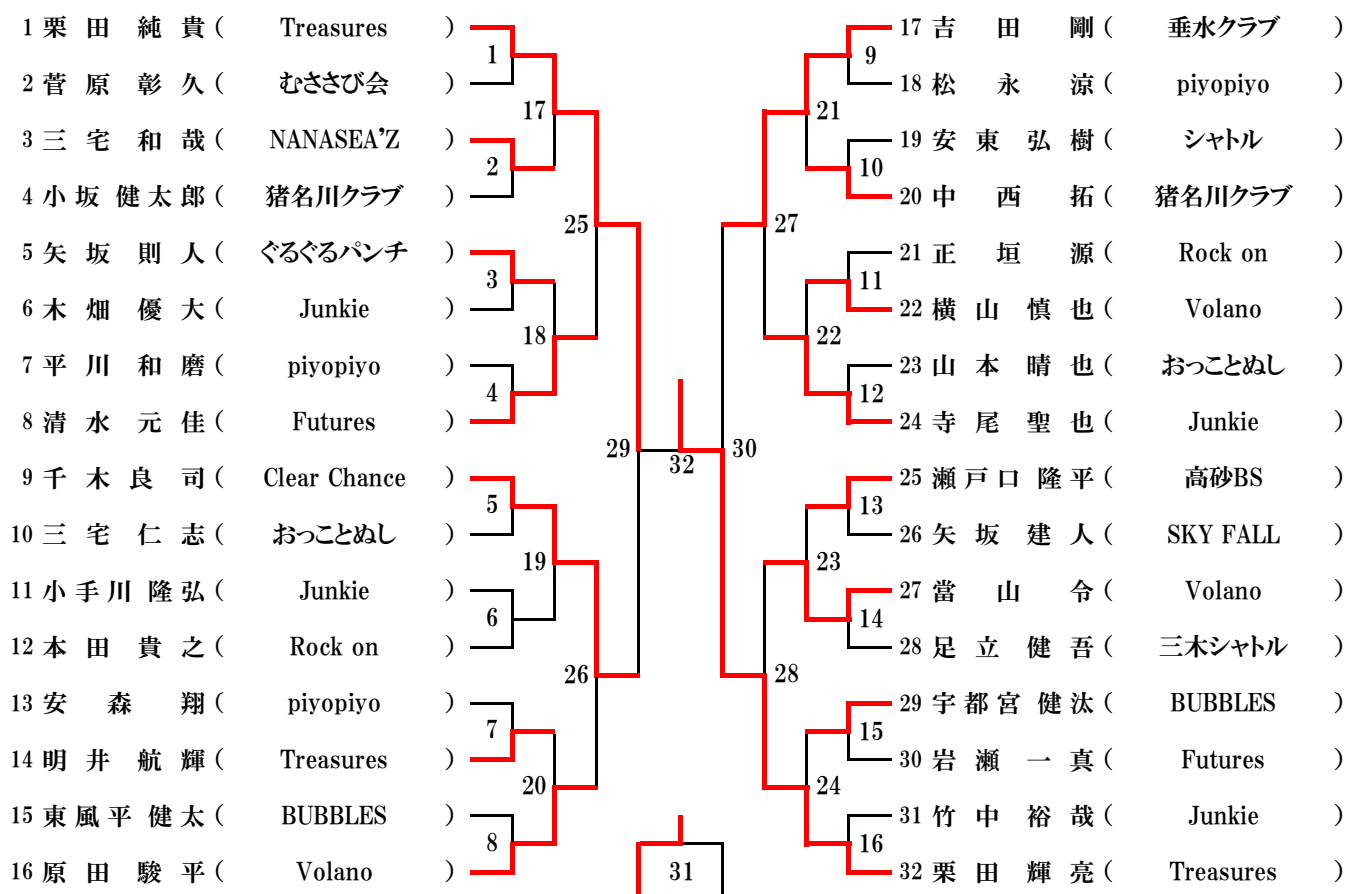 1 栗田純貴 ( Treasures )
2 菅原彰久 ( むささび会 )
3 三宅和哉 ( NANASEA'Z )
4 小坂健太郎 ( 猪名川クラブ )
5 矢坂則人 ( ぐるぐるパンチ )
6 木畑優大 ( Junkie )
7 平川和磨 ( piyopiyo )
8 清水元佳 ( Futures )
9 千木良司 ( Clear Chance )
10 三宅仁志 ( おっことぬし )
11 小手川隆弘 ( Junkie )
12 本田貴之 ( Rock on )
13 安森翔 ( piyopiyo )
14 明井航輝 ( Treasures )
15 東風平健太 ( BUBBLES )
16 原田駿平 ( Volano )
1
2
3
4
5
6
7
8
17
18
19
20
25
26
29
32
31
30
27
28
21
22
23
24
9
10
11
12
13
14
15
16
17 吉田剛 ( 垂水クラブ )
18 松永涼 ( piyopiyo )
19 安東弘樹 ( シャトル )
20 中西拓 ( 猪名川クラブ )
21 正垣源 ( Rock on )
22 横山慎也 ( Volano )
23 山本晴也 ( おっことぬし )
24 寺尾聖也 ( Junkie )
25 瀬戸口隆平 ( 高砂BS )
26 矢坂建人 ( SKY FALL )
27 當山令 ( Volano )
28 足立健吾 ( 三木シャトル )
29 宇都宮健汰 ( BUBBLES )
30 岩瀬一真 ( Futures )
31 竹中裕哉 ( Junkie )
32 栗田輝亮 ( Treasures )